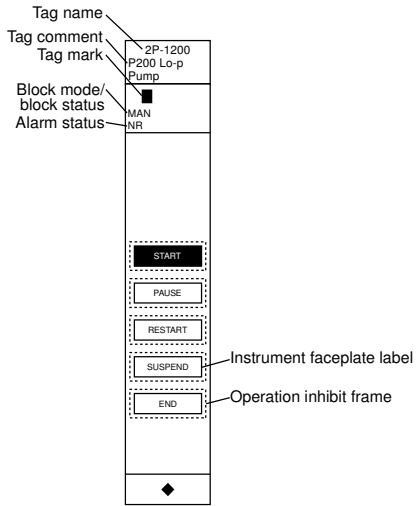 Tag name
Tag comment
Tag mark
Block mode/
block status
Alarm status
2P-1200
P200 Lo-p
Pump
MAN
NR
START
PAUSE
RESTART
SUSPEND
END
Instrument faceplate label
Operation inhibit frame